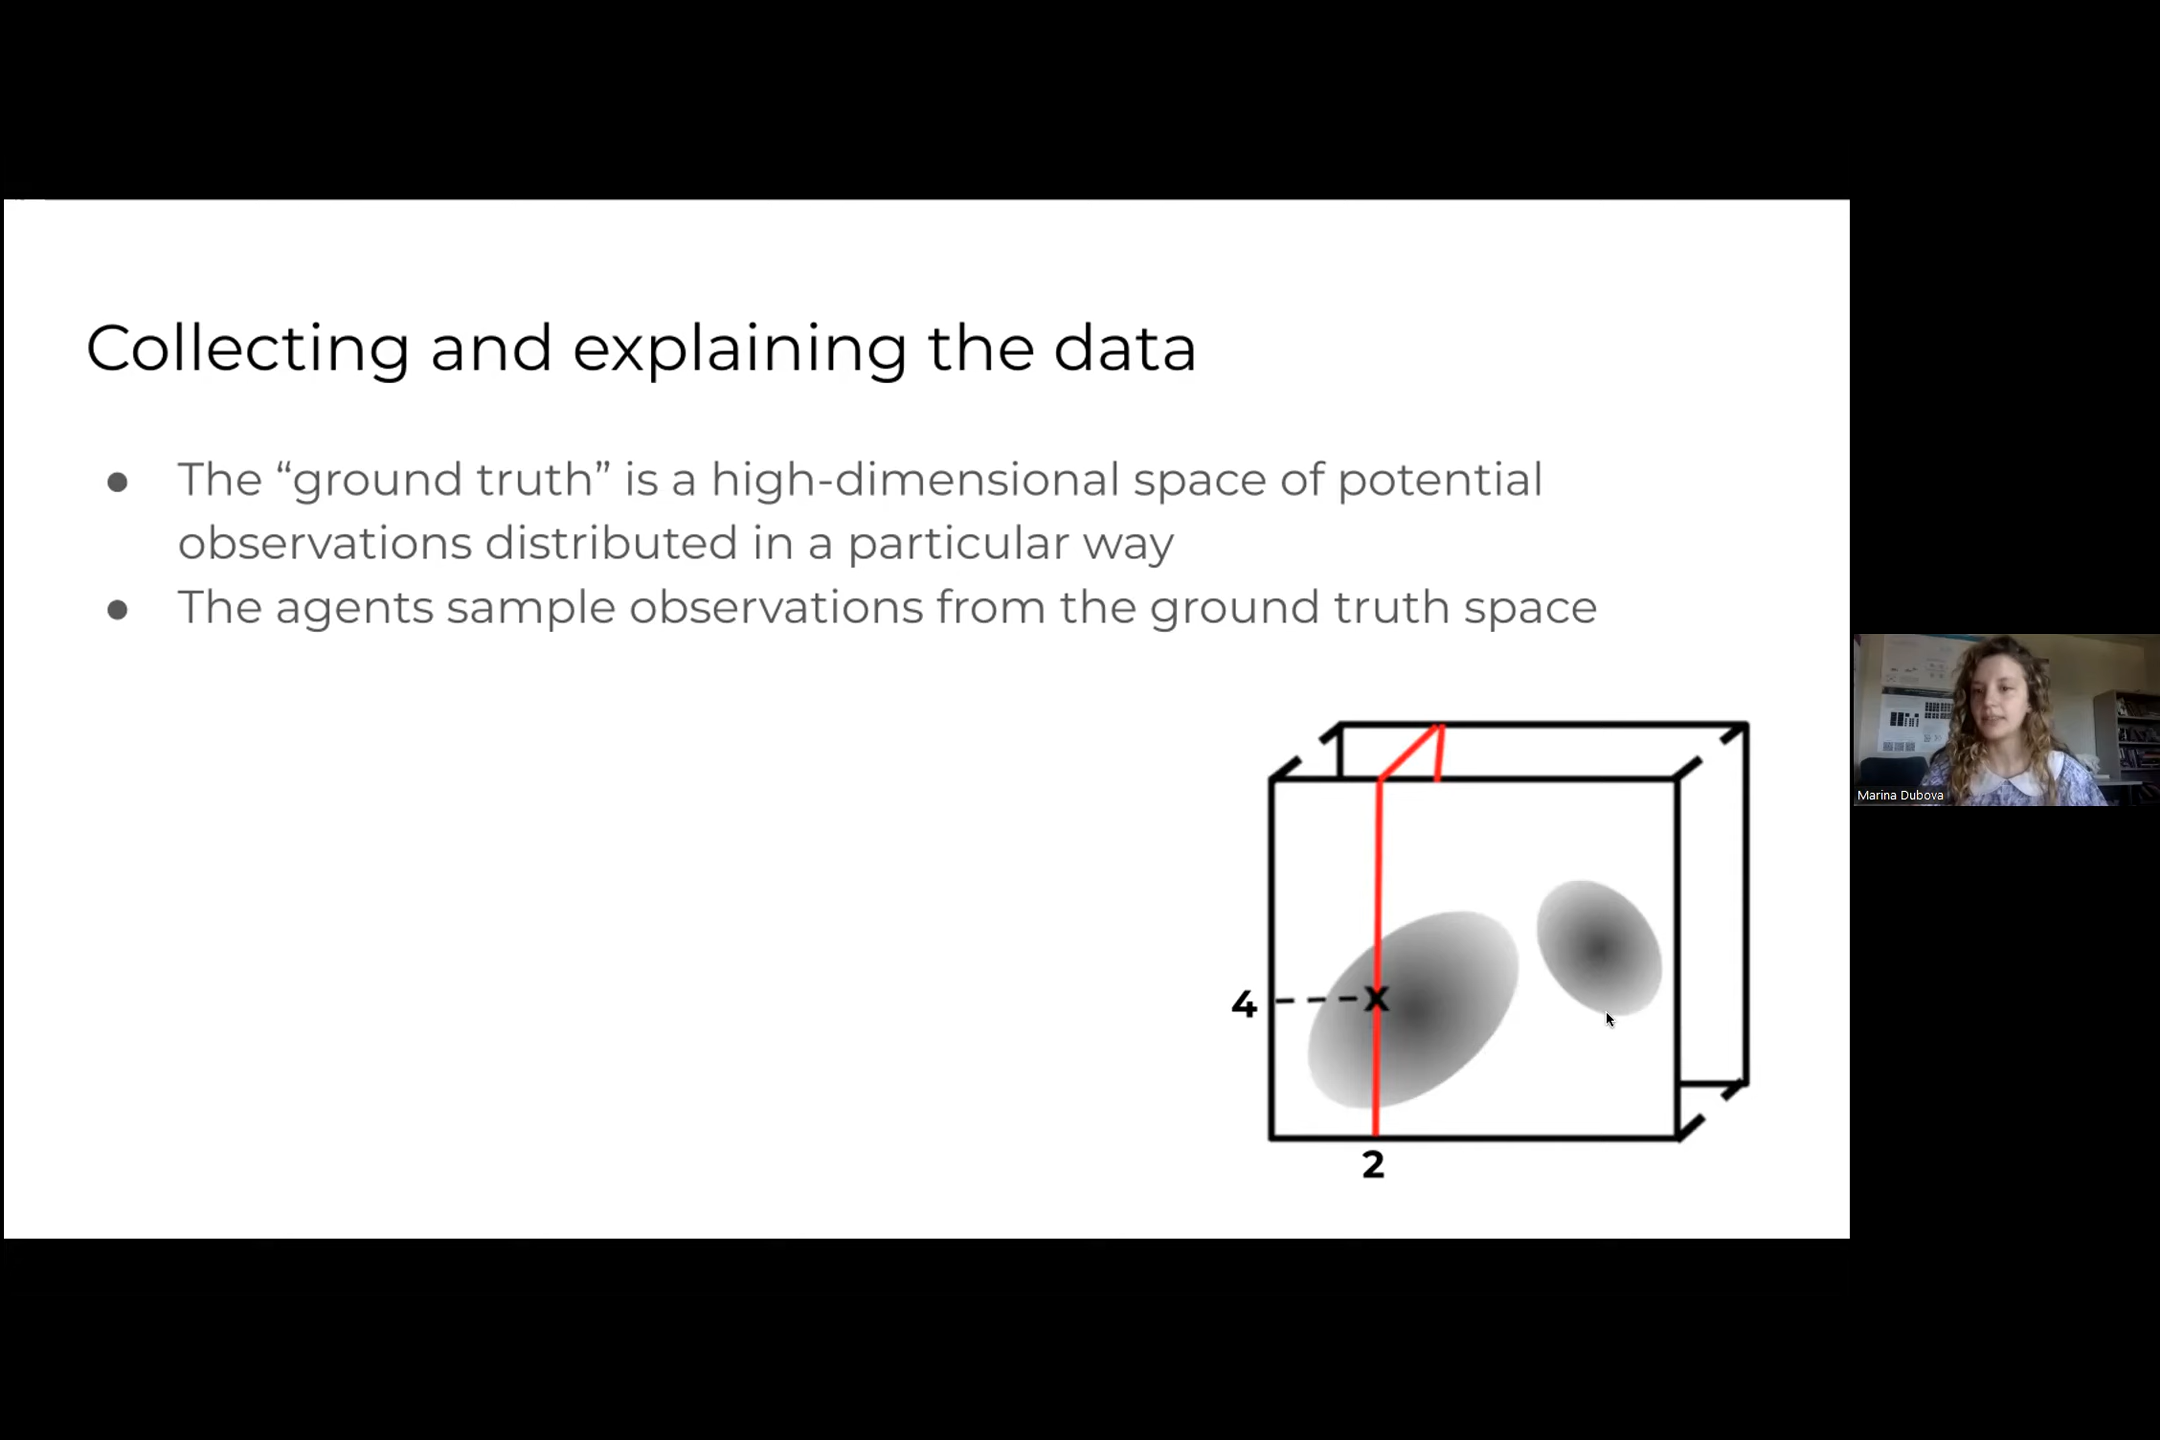 Collecting and explaining the data
● The “ground truth” is a high-dimensional space of potential
observations distributed in a particular way
● The agents sample observations from the ground truth space
4
x
2
Marina Dubova